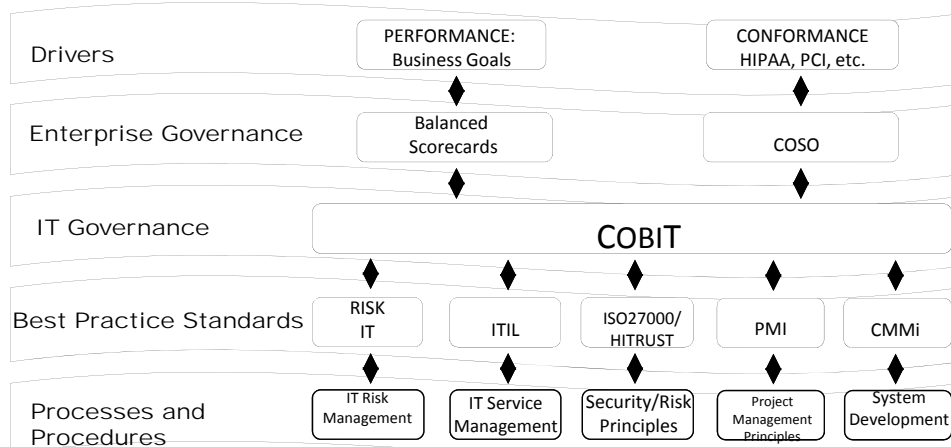 Drivers
PERFORMANCE:
Business Goals
CONFORMANCE
HIPAA, PCI, etc.
Enterprise Governance
Balanced
Scorecards
COSO
IT Governance
COBIT
Best Practice Standards
RISK
IT
ITIL
ISO27000/
HITRUST
PMI
CMMi
Processes and
Procedures
IT Risk
Management
IT Service
Management
Security/Risk
Principles
Project
Management
Principles
System
Development